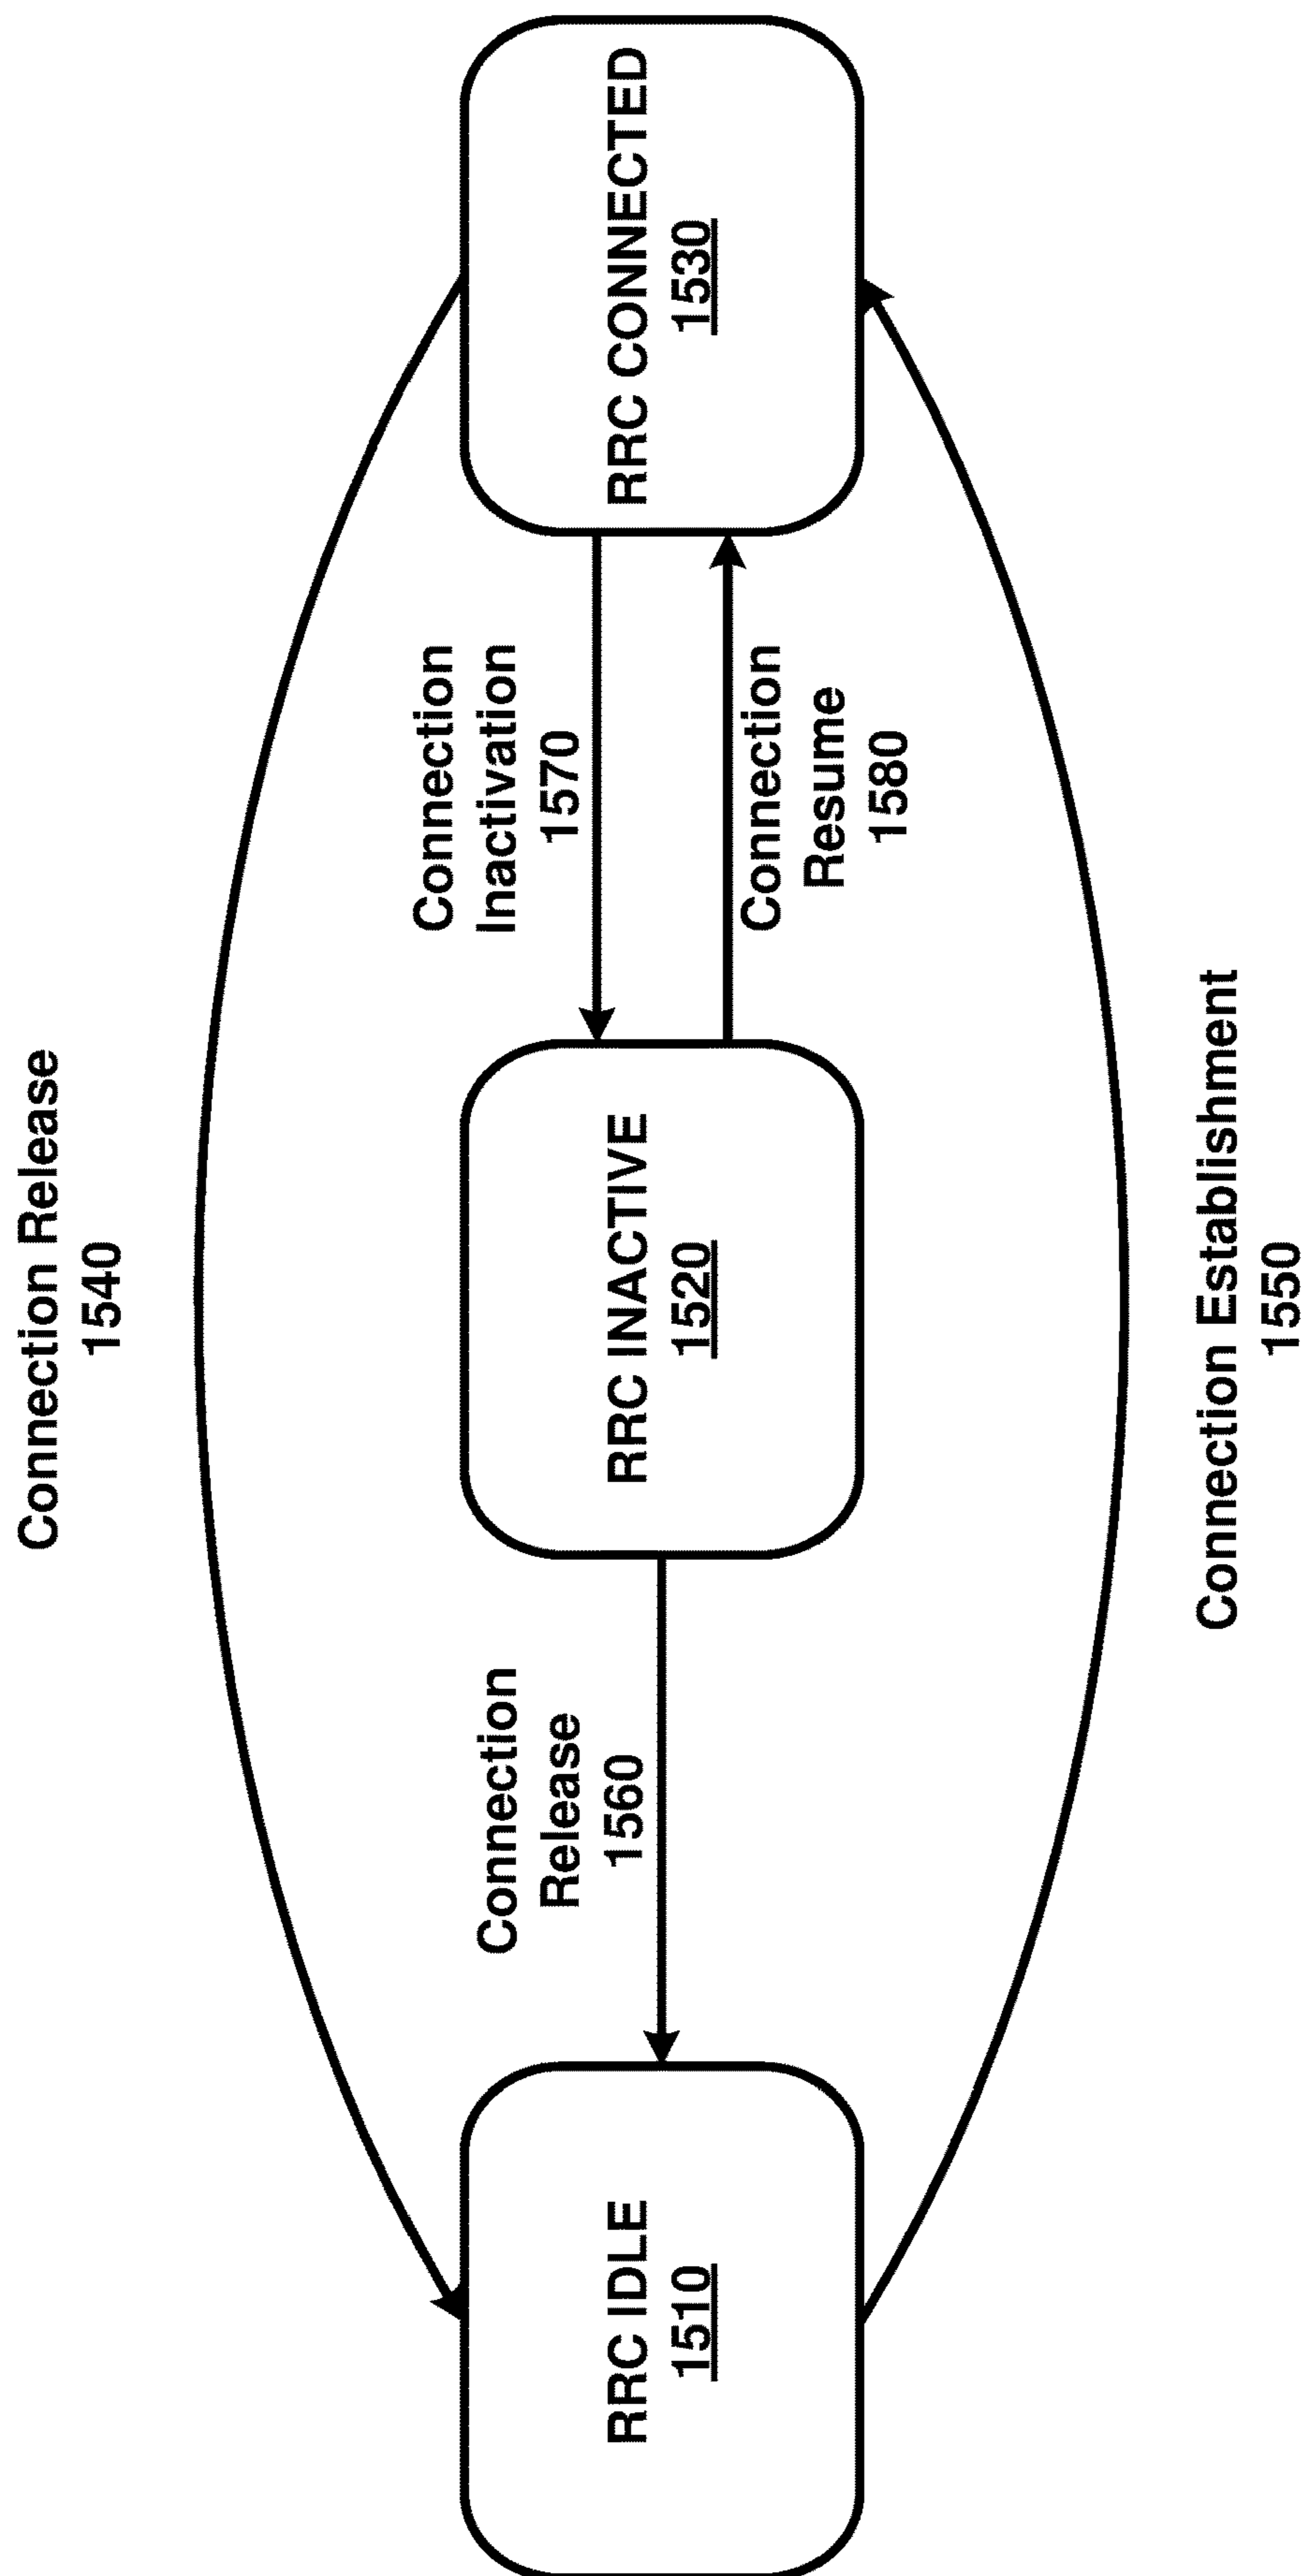 Connection Release
1540
Connection
Inactivation
1570
Connection
Release
1560
RRC IDLE
1510
RRC INACTIVE
1520
RRC CONNECTED
1530
Connection
Resume
1580
Connection Establishment
1550